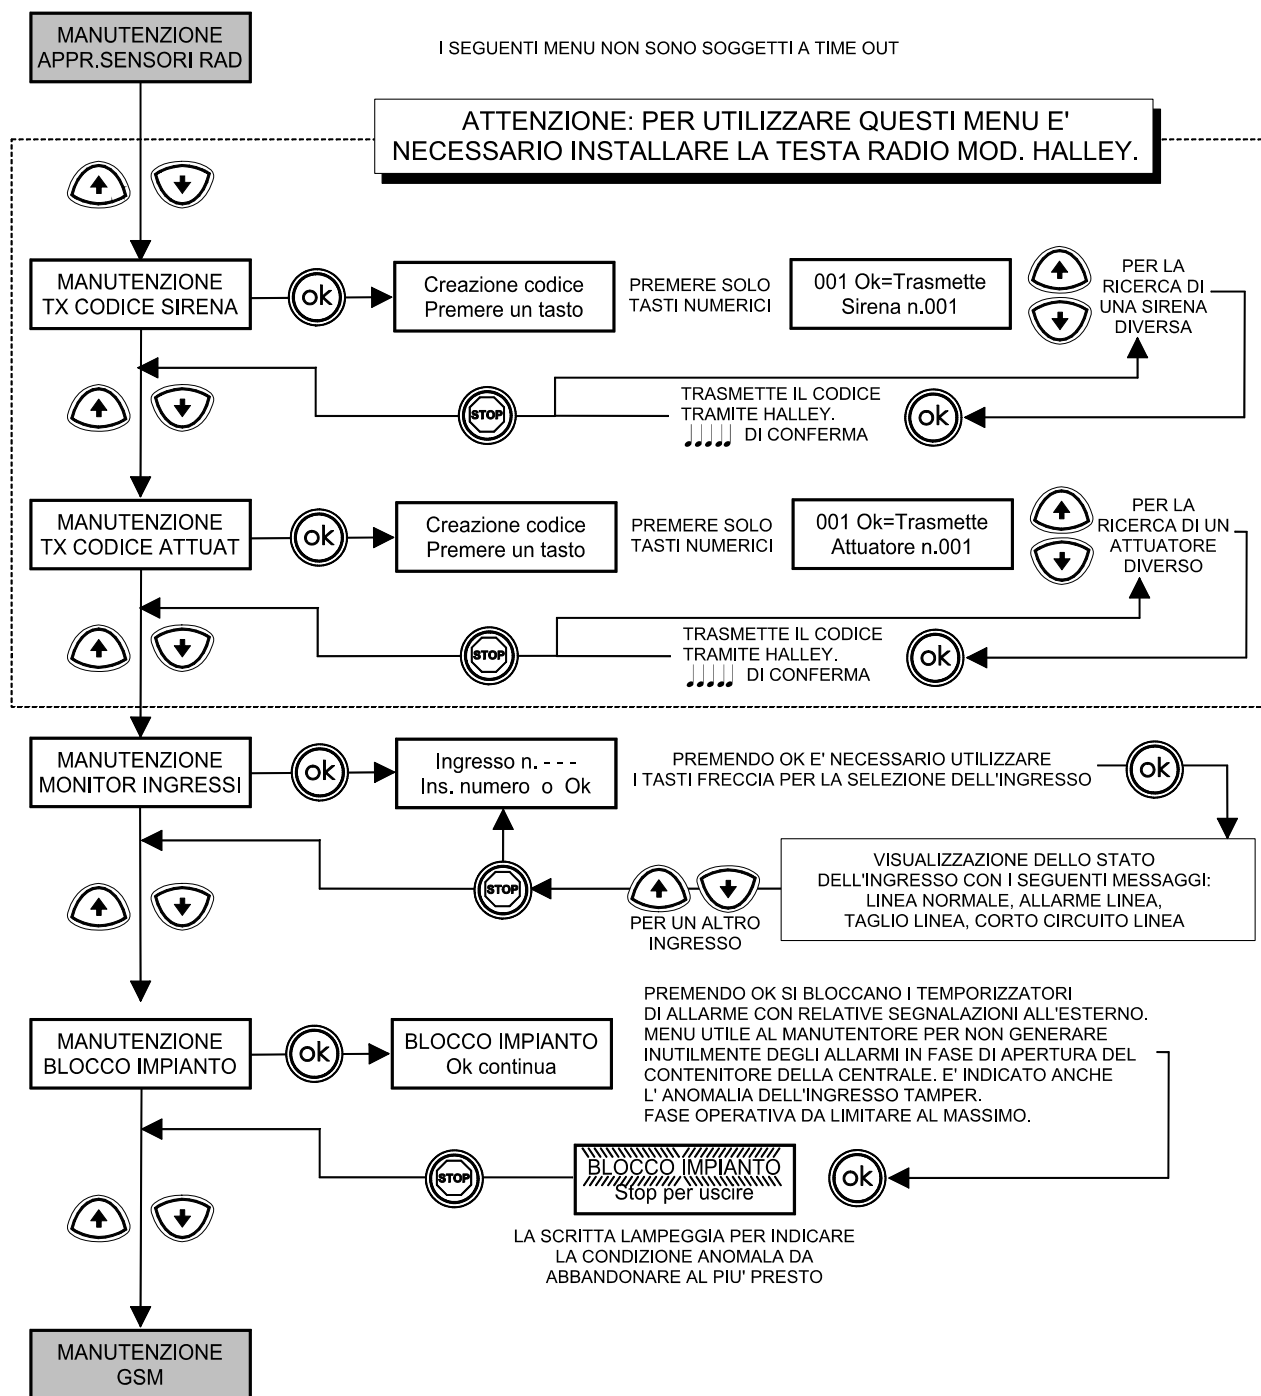 MANUTENZIONE
APPR.SENSORI RAD
I SEGUENTI MENU NON SONO SOGGETTI A TIME OUT
ATTENZIONE: PER UTILIZZARE QUESTI MENU E'
NECESSARIO INSTALLARE LA TESTA RADIO MOD. HALLEY.
MANUTENZIONE
TX CODICE SIRENA
ok
Creazione codice
Premere un tasto
PREMERE SOLO
TASTI NUMERICI
001 Ok=Trasmette
Sirena n.001
PER LA
RICERCA DI
UNA SIRENA
DIVERSA
STOP
TRASMETTE IL CODICE
TRAMITE HALLEY.
DI CONFERMA
ok
MANUTENZIONE
TX CODICE ATTUAT
ok
Creazione codice
Premere un tasto
PREMERE SOLO
TASTI NUMERICI
001 Ok=Trasmette
Attuatore n.001
PER LA
RICERCA DI UN
ATTUATORE
DIVERSO
STOP
TRASMETTE IL CODICE
TRAMITE HALLEY.
DI CONFERMA
ok
MANUTENZIONE
MONITOR INGRESSI
ok
Ingresso n. - - -
Ins. numero o Ok
PREMENDO OK E' NECESSARIO UTILIZZARE
I TASTI FRECCIA PER LA SELEZIONE DELL'INGRESSO
ok
STOP
PER UN ALTRO
INGRESSO
VISUALIZZAZIONE DELLO STATO
DELL'INGRESSO CON I SEGUENTI MESSAGGI:
LINEA NORMALE, ALLARME LINEA,
TAGLIO LINEA, CORTO CIRCUITO LINEA
MANUTENZIONE
BLOCCO IMPIANTO
ok
BLOCCO IMPIANTO
Ok continua
PREMENDO OK SI BLOCCANO I TEMPORIZZATORI
DI ALLARME CON RELATIVE SEGNALAZIONI ALL'ESTERNO.
MENU UTILE AL MANUTENTORE PER NON GENERARE
INUTILMENTE DEGLI ALLARMI IN FASE DI APERTURA DEL
CONTENITORE DELLA CENTRALE. E' INDICATO ANCHE
L' ANOMALIA DELL'INGRESSO TAMPER.
FASE OPERATIVA DA LIMITARE AL MASSIMO.
STOP
BLOCCO IMPIANTO
Stop per uscire
ok
LA SCRITTA LAMPEGGIA PER INDICARE
LA CONDIZIONE ANOMALA DA
ABBANDONARE AL PIU' PRESTO
MANUTENZIONE
GSM